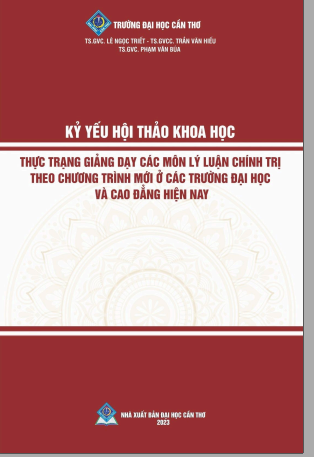 TRƯỜNG ĐẠI HỌC CẦN THƠ
TS.GVC. LÊ NGỌC TRIẾT - TS.GVCC. TRẦN VĂN HIẾU
TS.GVC. PHẠM VĂN BÚA
KỶ YẾU HỘI THẢO KHOA HỌC
THỰC TRẠNG GIẢNG DẠY CÁC MÔN LÝ LUẬN CHÍNH TRỊ
THEO CHƯƠNG TRÌNH MỚI Ở CÁC TRƯỜNG ĐẠI HỌC
VÀ CAO ĐẲNG HIỆN NAY
NHÀ XUẤT BẢN ĐẠI HỌC CẦN THƠ
2023